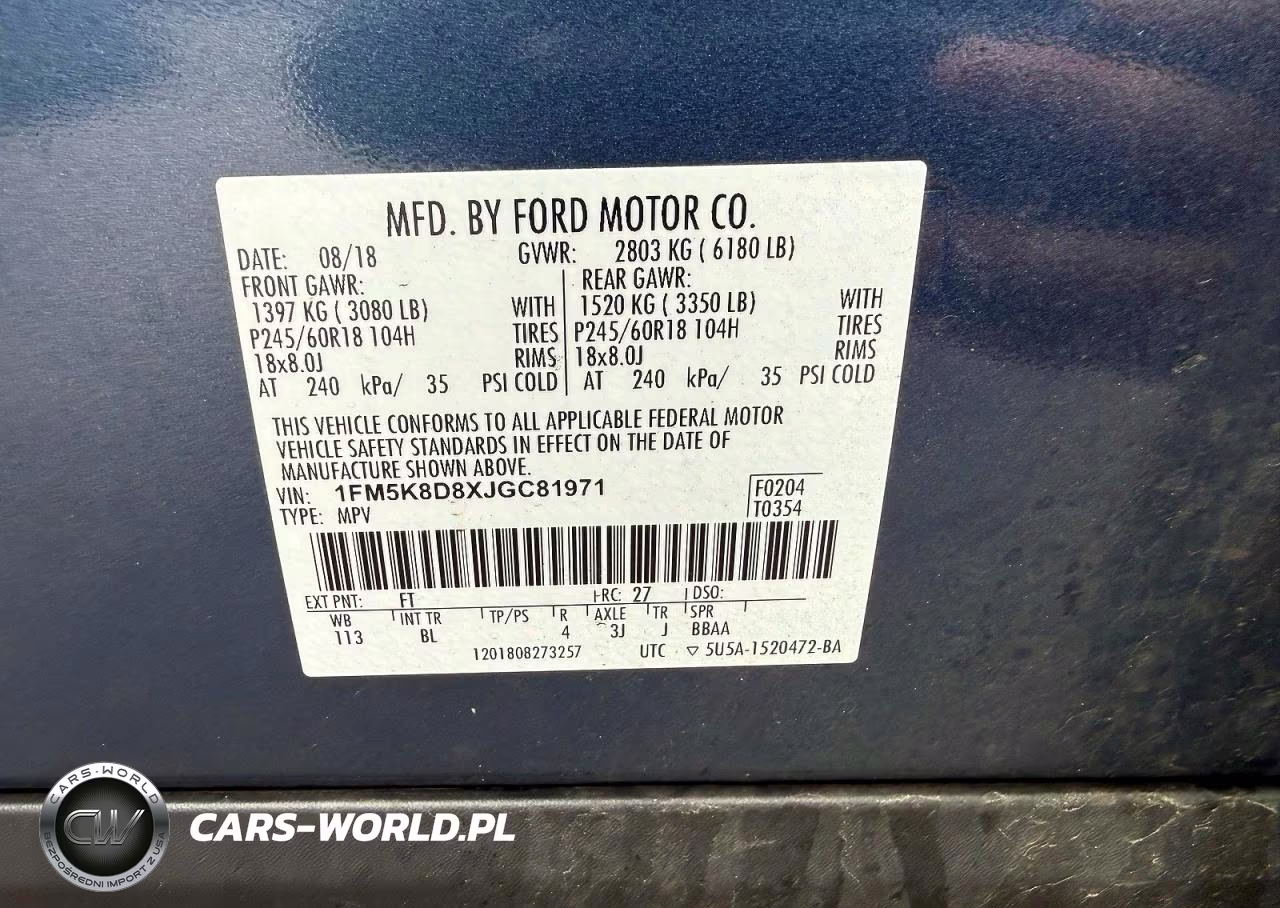 MFD. BY FORD MOTOR CO.
DATE: 08/18 GVWR: 2803 KG ( 6180 LB)
FRONT GAWR: REAR GAWR:
1397 KG ( 3080 LB) WITH 1520 KG ( 3350 LB) WITH
P245/60R18 104H TIRES P245/60R18 104H TIRES
18x8.0J RIMS 18x8.0J RIMS
AT 240 kPa/ 35 PSI COLD AT 240 kPa/ 35 PSI COLD
THIS VEHICLE CONFORMS TO ALL APPLICABLE FEDERAL MOTOR
VEHICLE SAFETY STANDARDS IN EFFECT ON THE DATE OF
MANUFACTURE SHOWN ABOVE.
VIN: 1FM5K8D8XJGC81971 F0204
TYPE: MPV T0354
EXT PNT: FT RC: 27 DSO:
WB INT TR TP/PS R AXLE TR SPR
113 BL 4 3J J BBAA
1201808273257 UTC ▽ 5U5A-1520472-BA
CARS-WORLD
CW
BEZPOŚREDNI IMPORT Z USA
CARS-WORLD.PL